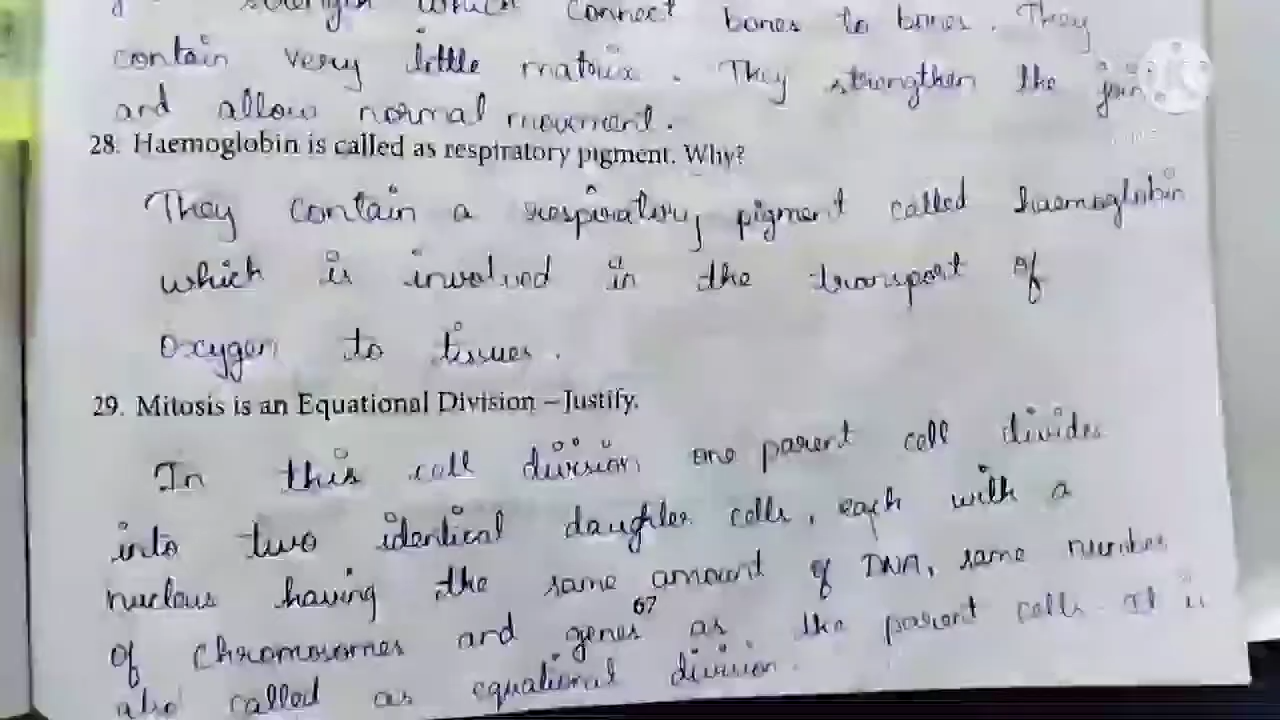 strength which connect bones to bones. They
contain very little matrix. They strengthen the join
and allow normal movement.
28. Haemoglobin is called as respiratory pigment. Why?
They contain a respiratory pigment called haemoglobin
which is involved in the transport of
oxygen to tissues.
29. Mitosis is an Equational Division – Justify.
In this cell division one parent cell divides
into two identical daughter cells, each with a
nucleus having the same amount of DNA, same number
of chromosomes and genes as the parent cells. It is
67
also called as equational division.